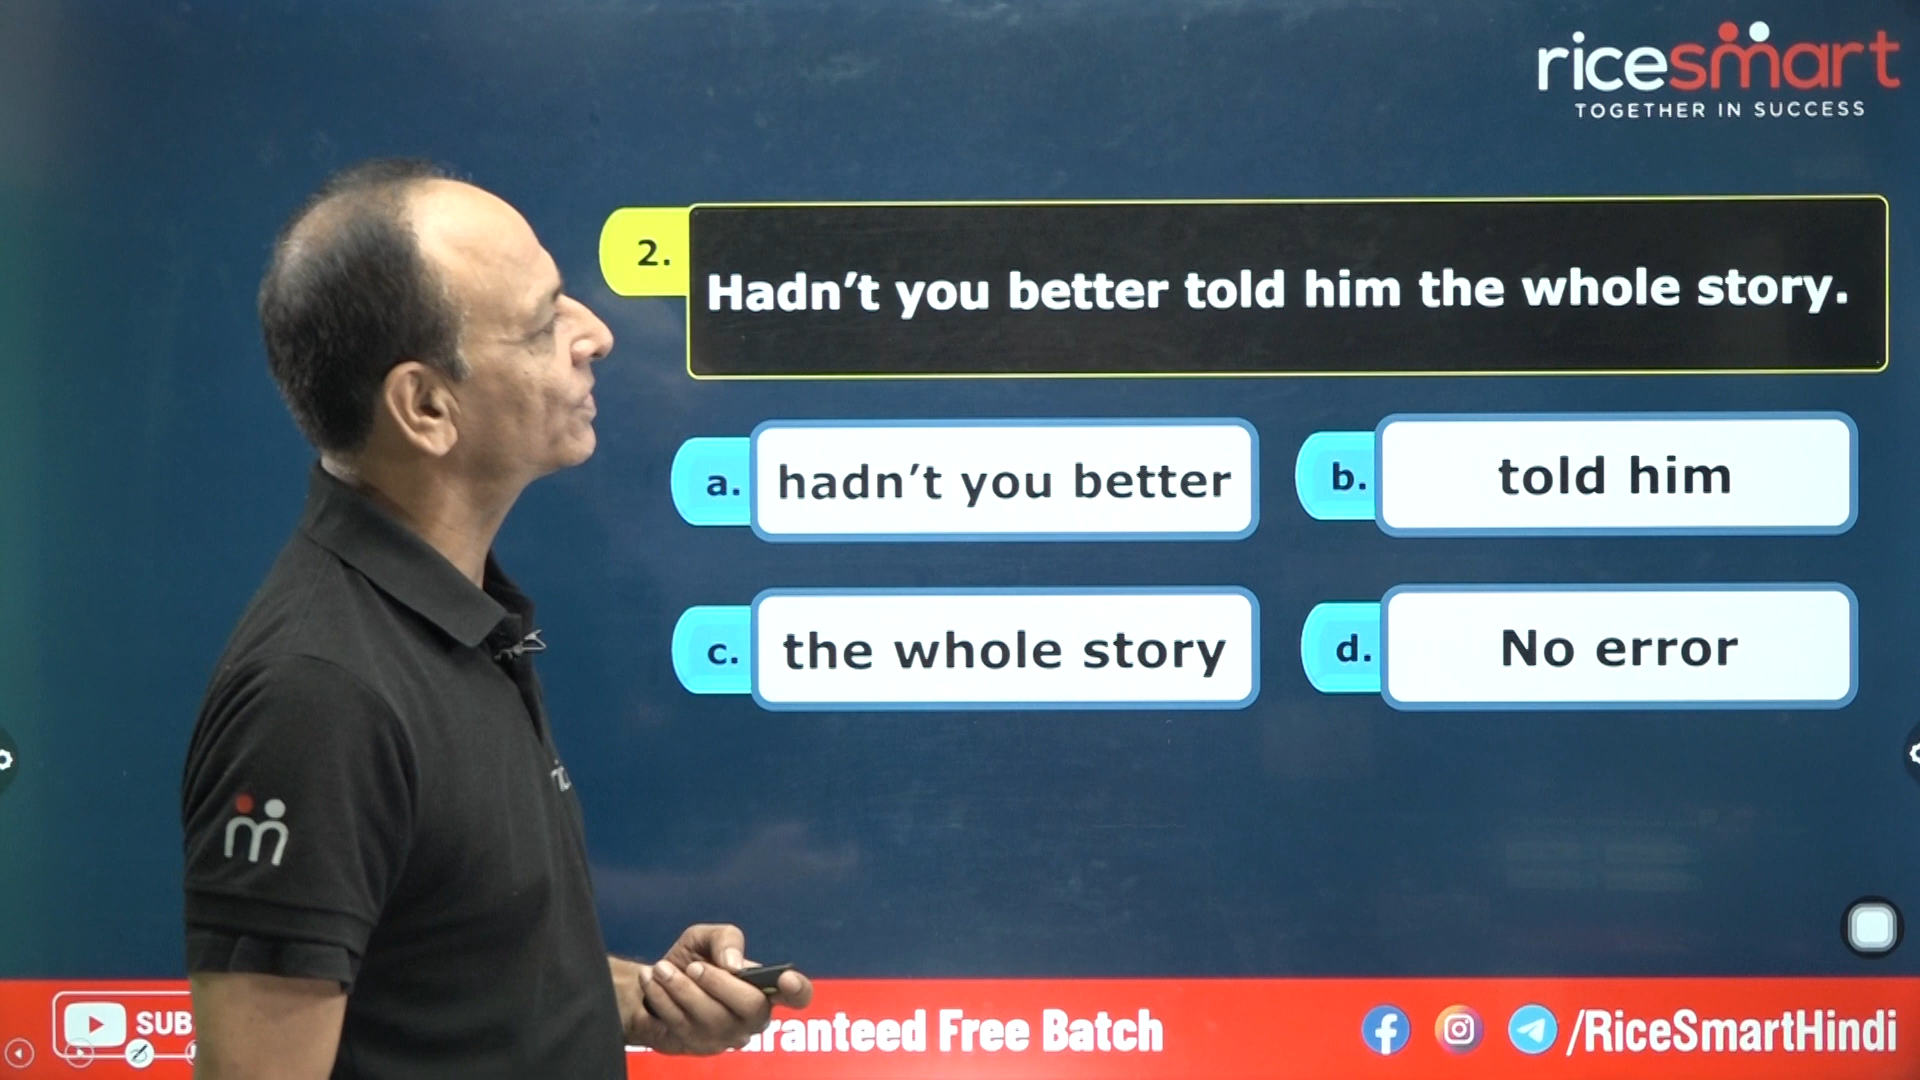 ricesmart
TOGETHER IN SUCCESS
2.
Hadn’t you better told him the whole story.
a. hadn’t you better
b. told him
c. the whole story
d. No error
SUB
Free Batch
/RiceSmartHindi